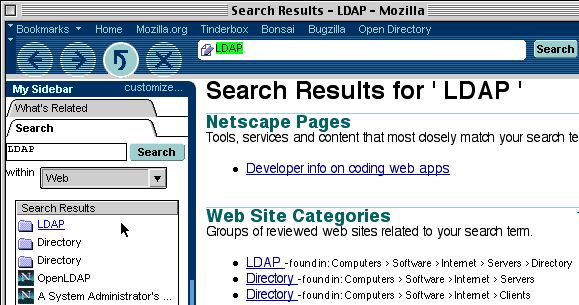 Search Results – LDAP – Mozilla
Bookmarks Home Mozilla.org Tinderbox Bonsai Bugzilla Open Directory
LDAP Search
My Sidebar customize...
What's Related
Search
LDAP Search
within Web
Search Results
LDAP
Directory
Directory
OpenLDAP
A System Administrator's ...
Search Results for ' LDAP '
Netscape Pages
Tools, services and content that most closely match your search te
Developer info on coding web apps
Web Site Categories
Groups of reviewed web sites related to your search term.
LDAP - found in: Computers > Software > Internet > Servers > Directory
Directory - found in: Computers > Software > Internet > Servers
Directory - found in: Computers > Software > Internet > Clients